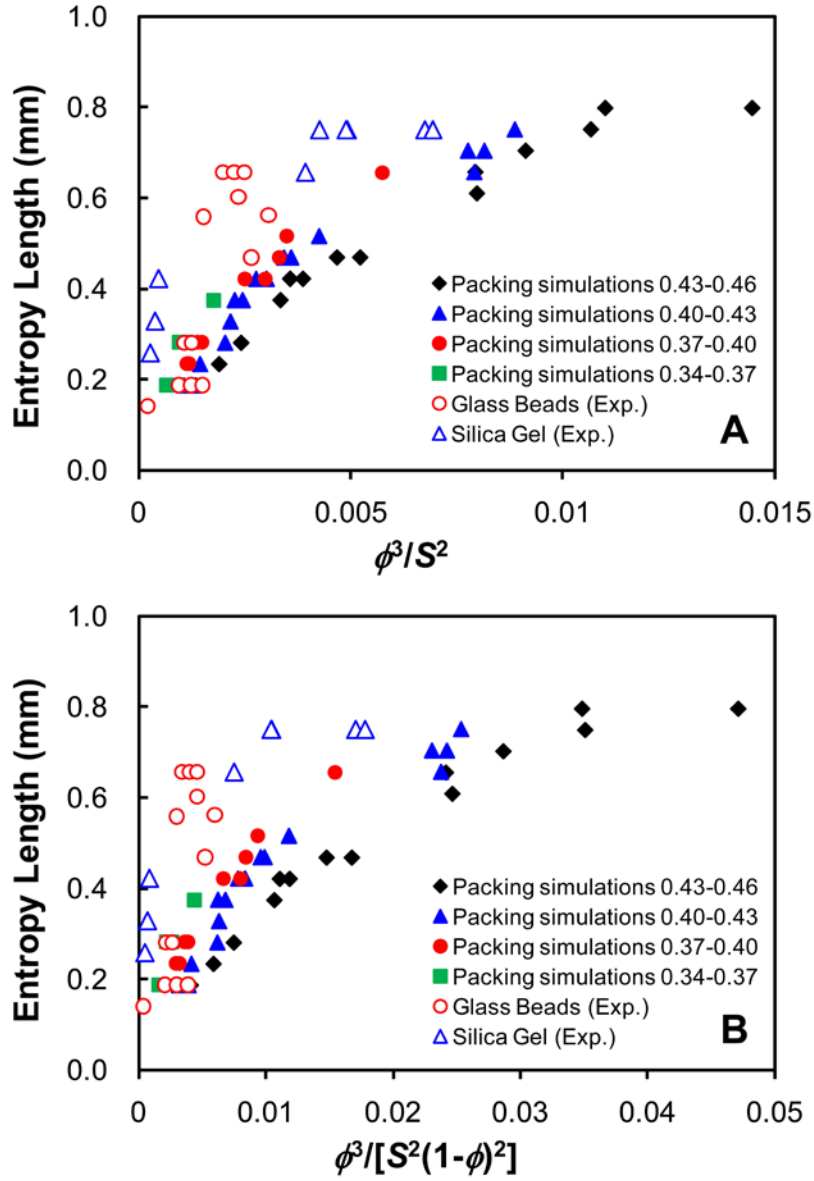 1.0
0.8
0.6
0.4
0.2
0.0
Entropy Length (mm)
Packing simulations 0.43-0.46
Packing simulations 0.40-0.43
Packing simulations 0.37-0.40
Packing simulations 0.34-0.37
Glass Beads (Exp.)
Silica Gel (Exp.)
A
0 0.005 0.01 0.015
ϕ³/S²
1.0
0.8
0.6
0.4
0.2
0.0
Entropy Length (mm)
Packing simulations 0.43-0.46
Packing simulations 0.40-0.43
Packing simulations 0.37-0.40
Packing simulations 0.34-0.37
Glass Beads (Exp.)
Silica Gel (Exp.)
B
0 0.01 0.02 0.03 0.04 0.05
ϕ³/[S²(1-ϕ)²]